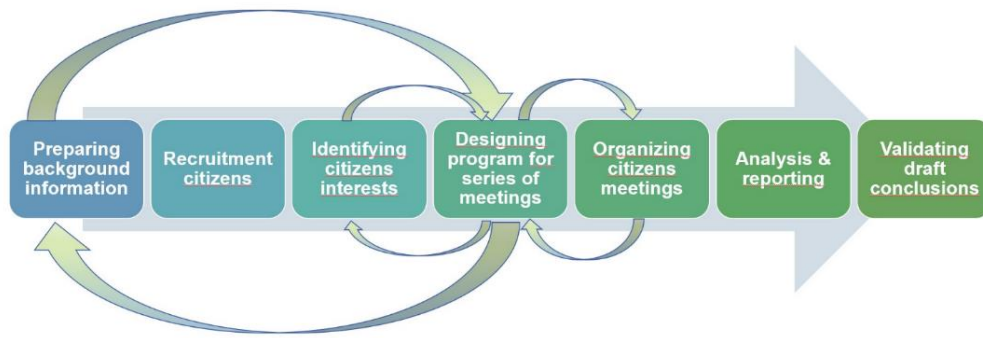 Preparing
background
information
Recruitment
citizens
Identifying
citizens
interests
Designing
program for
series of
meetings
Organizing
citizens
meetings
Analysis &
reporting
Validating
draft
conclusions